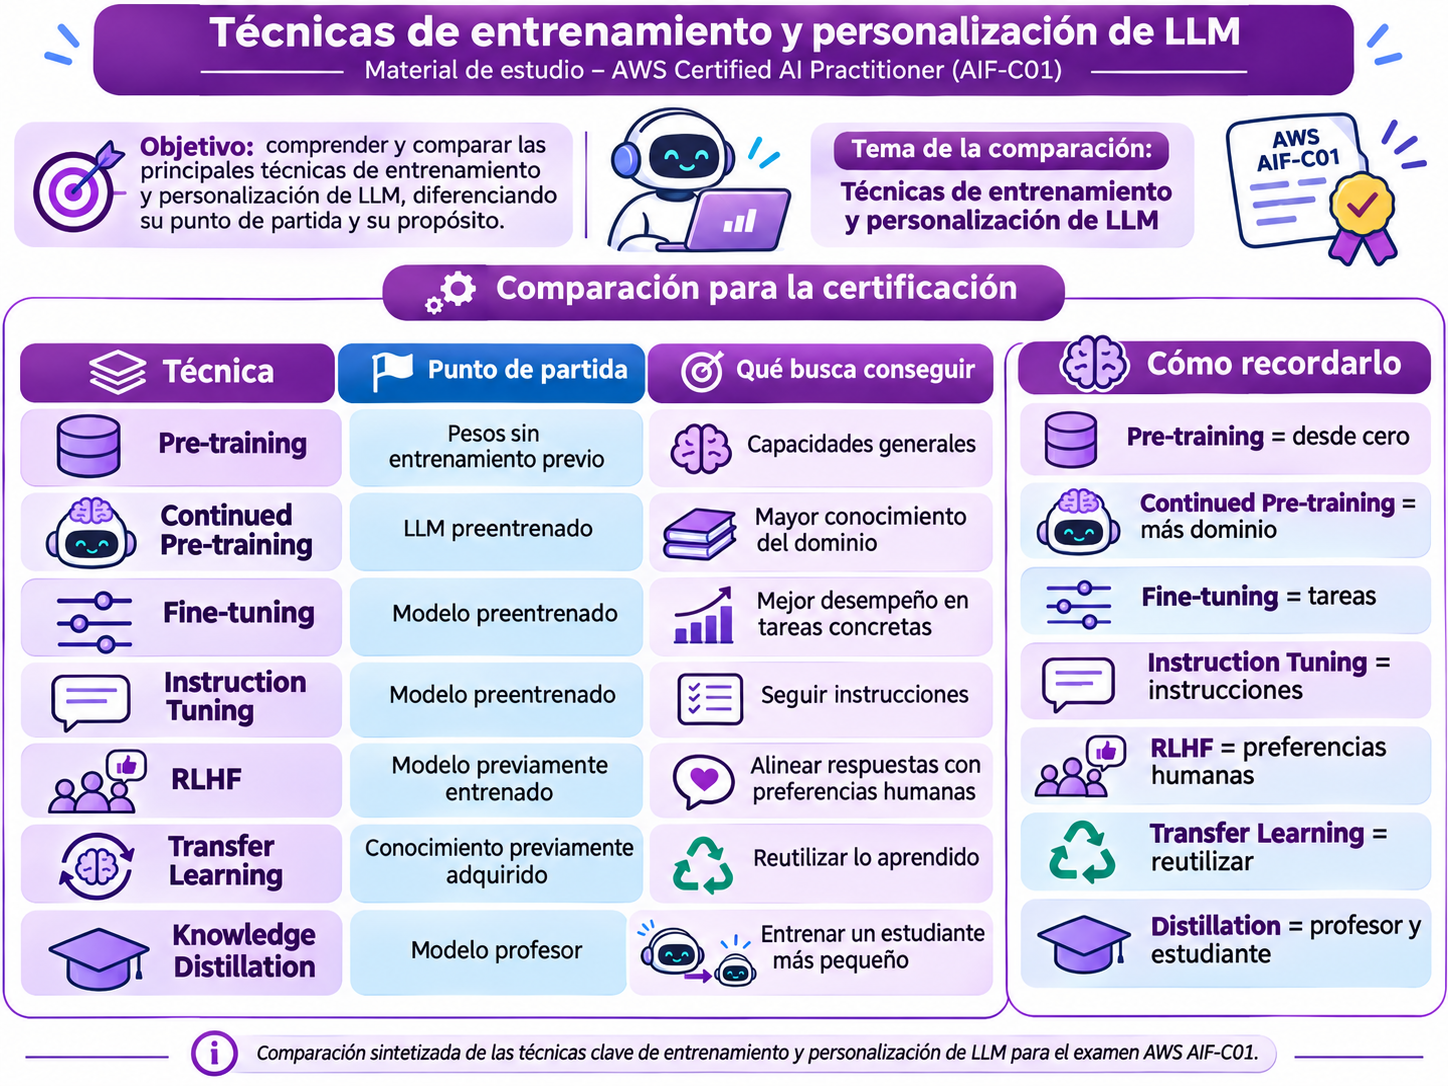 Técnicas de entrenamiento y personalización de LLM
Material de estudio – AWS Certified AI Practitioner (AIF-C01)
Objetivo: comprender y comparar las
principales técnicas de entrenamiento
y personalización de LLM, diferenciando
su punto de partida y su propósito.
Tema de la comparación:
Técnicas de entrenamiento
y personalización de LLM
AWS
AIF-C01
Comparación para la certificación
Técnica
Punto de partida
Qué busca conseguir
Pre-training
Pesos sin
entrenamiento previo
Capacidades generales
Continued
Pre-training
LLM preentrenado
Mayor conocimiento
del dominio
Fine-tuning
Modelo preentrenado
Mejor desempeño en
tareas concretas
Instruction
Tuning
Modelo preentrenado
Seguir instrucciones
RLHF
Modelo previamente
entrenado
Alinear respuestas con
preferencias humanas
Transfer
Learning
Conocimiento previamente
adquirido
Reutilizar lo aprendido
Knowledge
Distillation
Modelo profesor
Entrenar un estudiante
más pequeño
Cómo recordarlo
Pre-training = desde cero
Continued Pre-training =
más dominio
Fine-tuning = tareas
Instruction Tuning =
instrucciones
RLHF = preferencias
humanas
Transfer Learning =
reutilizar
Distillation = profesor y
estudiante
Comparación sintetizada de las técnicas clave de entrenamiento y personalización de LLM para el examen AWS AIF-C01.